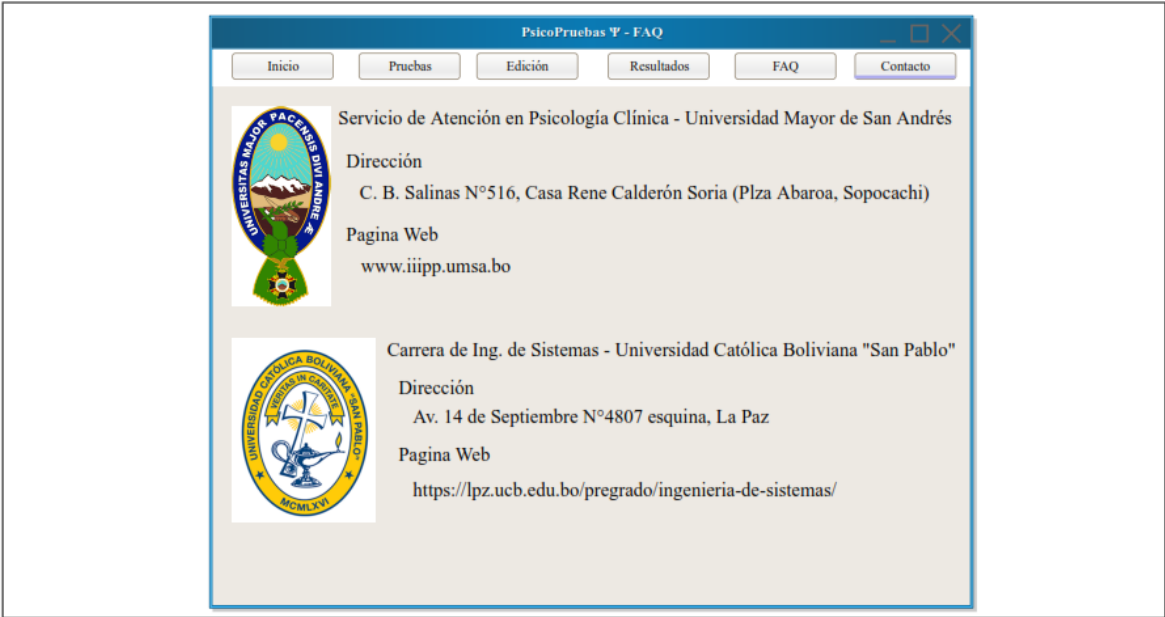 PsicoPruebas Ψ - FAQ
Inicio Pruebas Edición Resultados FAQ Contacto
UNIVERSITAS MAJOR PACENSIS DIVI ANDRE Æ
Servicio de Atención en Psicología Clínica - Universidad Mayor de San Andrés
Dirección
C. B. Salinas N°516, Casa Rene Calderón Soria (Plza Abaroa, Sopocachi)
Pagina Web
www.iiipp.umsa.bo
UNIVERSIDAD CATÓLICA BOLIVIANA "SAN PABLO"
VERITAS IN CARITATE
MCMLXVI
Carrera de Ing. de Sistemas - Universidad Católica Boliviana "San Pablo"
Dirección
Av. 14 de Septiembre N°4807 esquina, La Paz
Pagina Web
https://lpz.ucb.edu.bo/pregrado/ingenieria-de-sistemas/